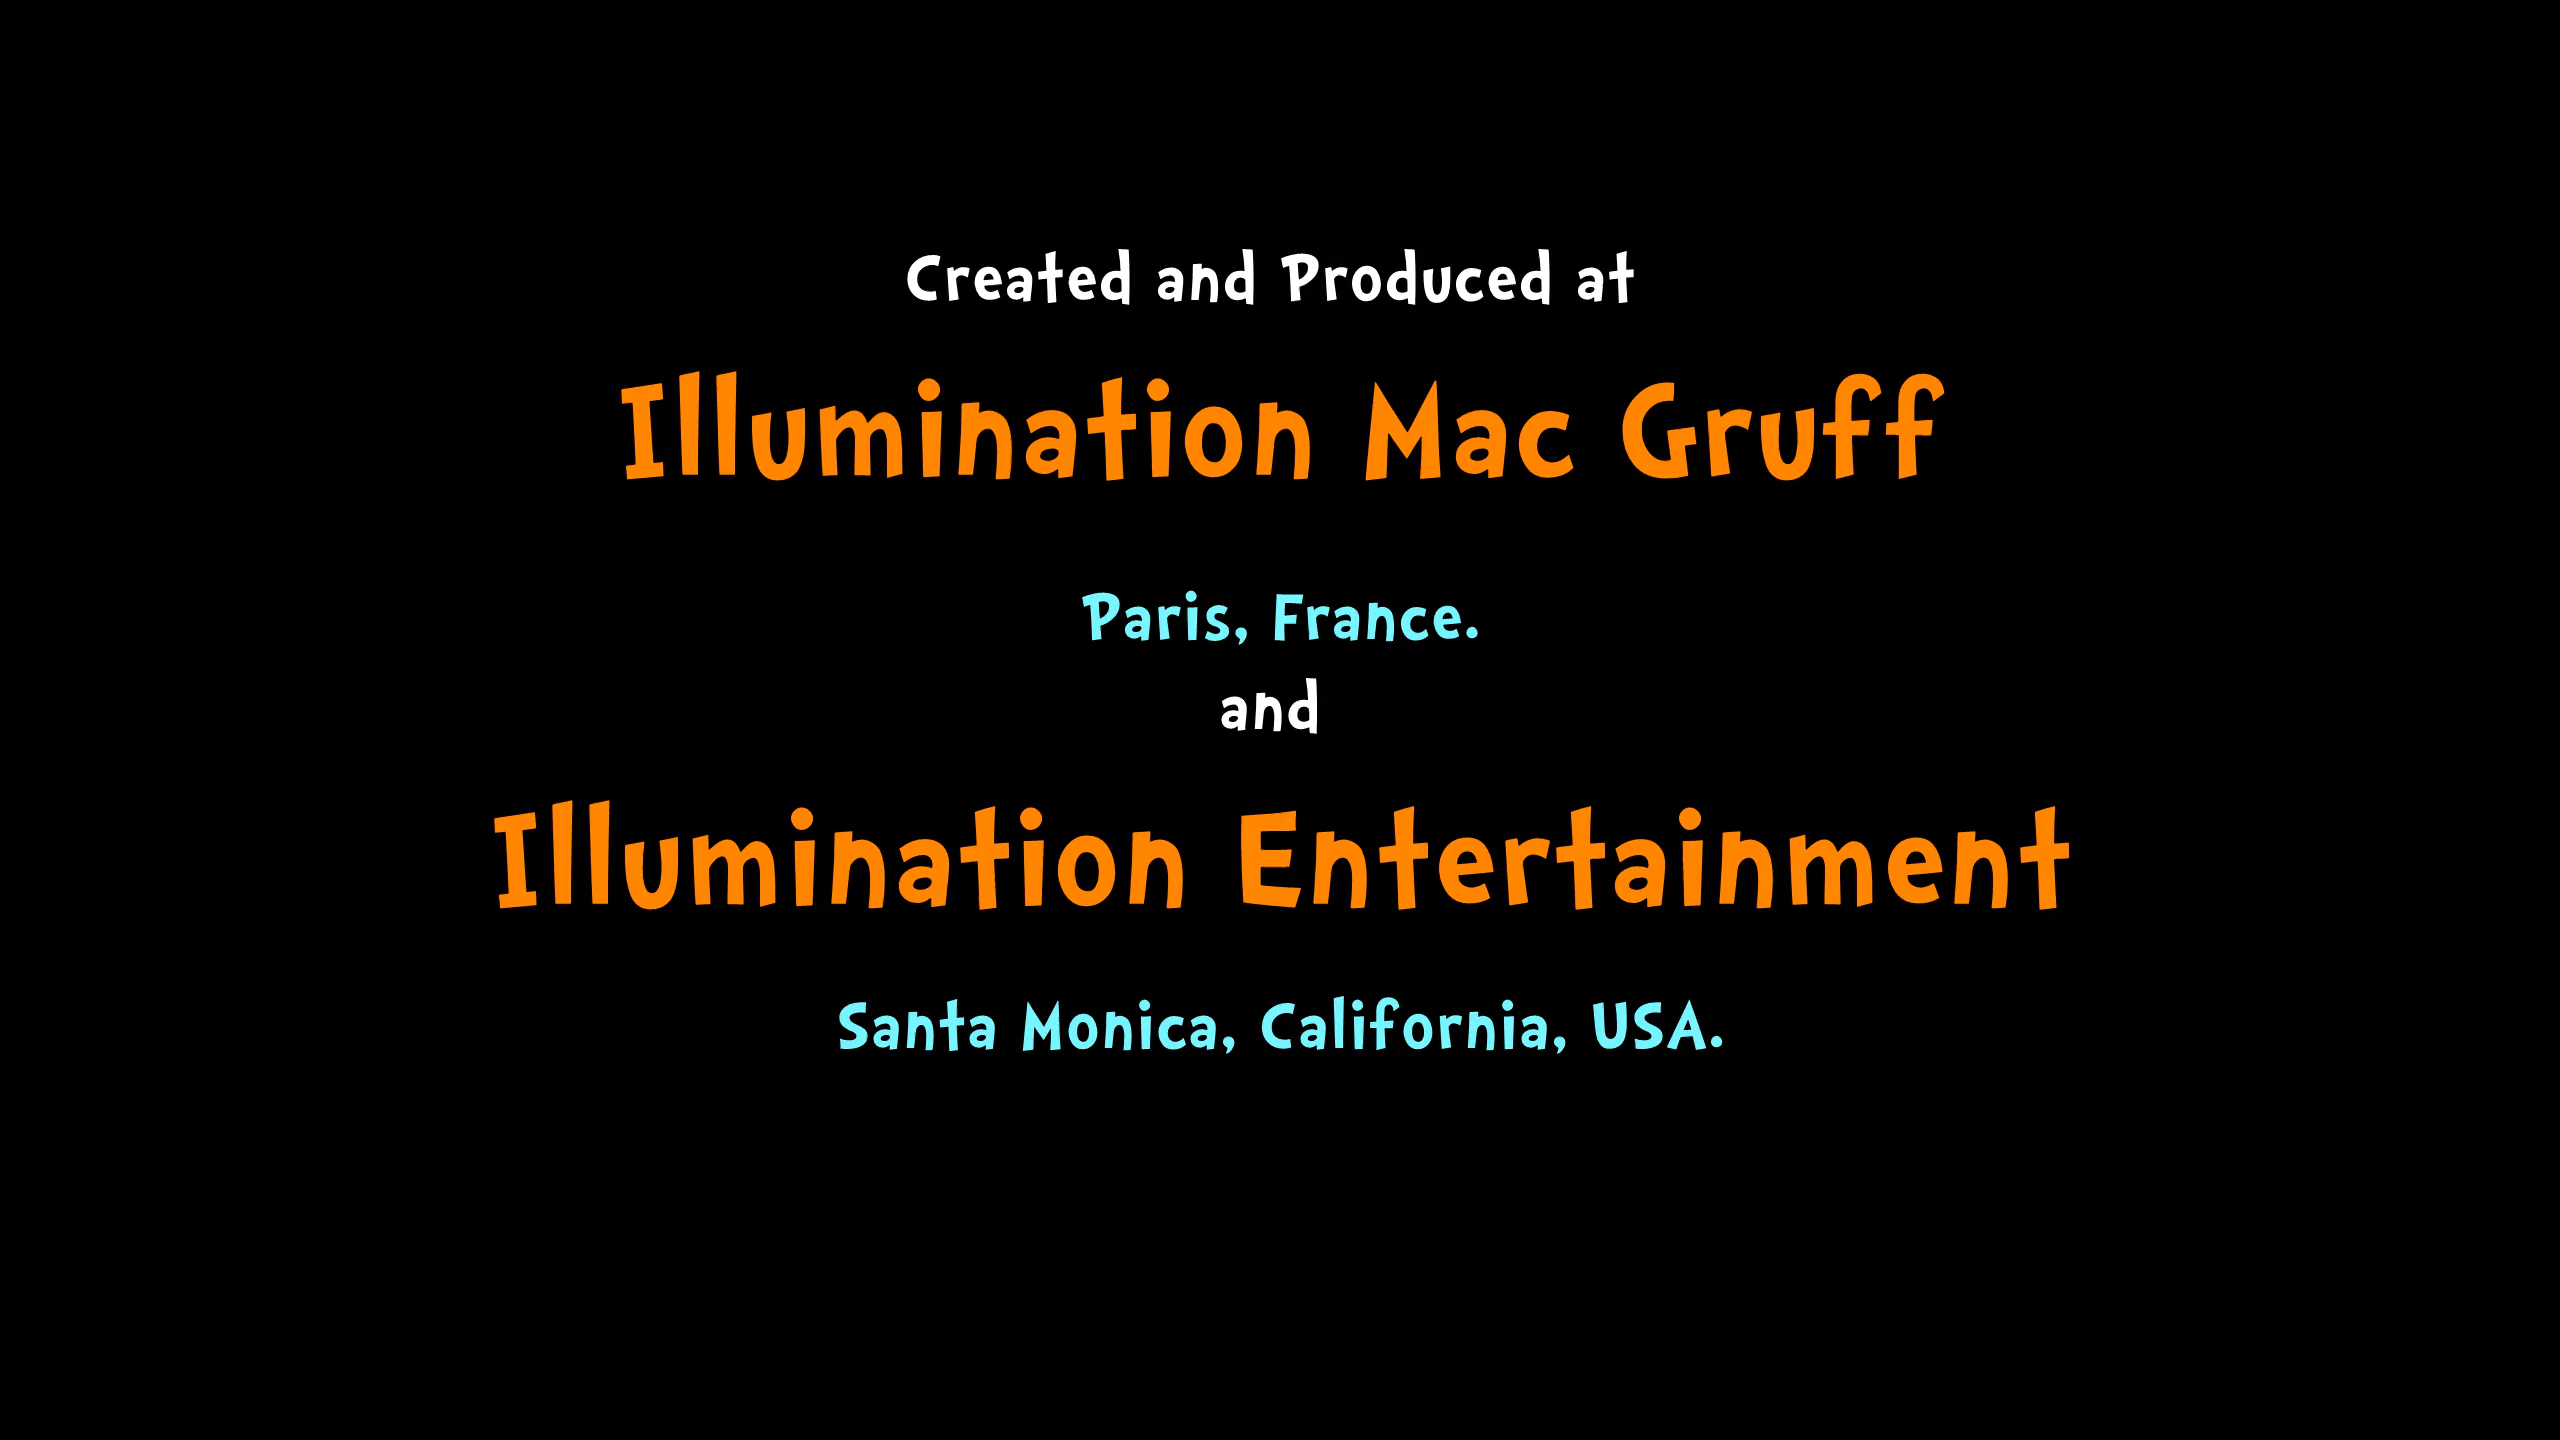 Created and Produced at
Illumination Mac Gruff
Paris, France.
and
Illumination Entertainment
Santa Monica, California, USA.